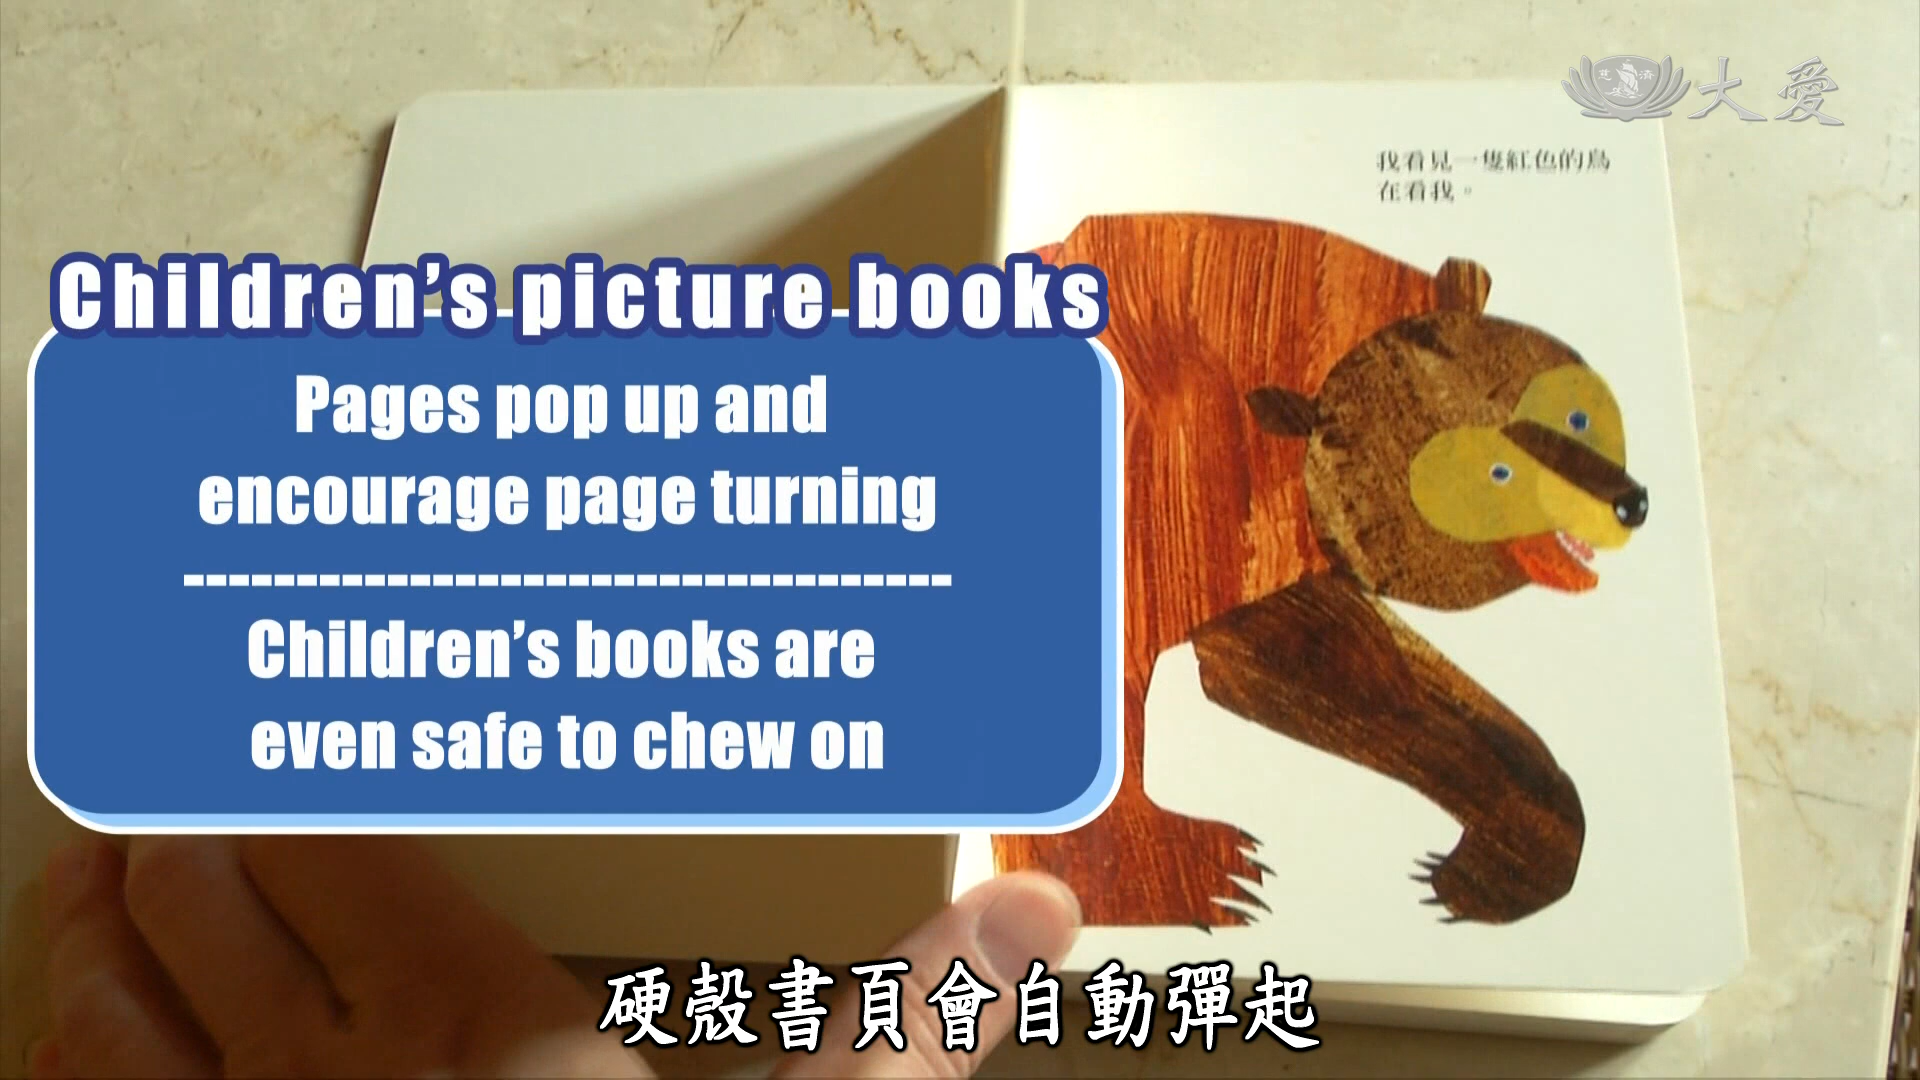 大愛
我看見一隻紅色的鳥
在看我。
Children’s picture books
Pages pop up and
encourage page turning
Children’s books are
even safe to chew on
硬殼書頁會自動彈起